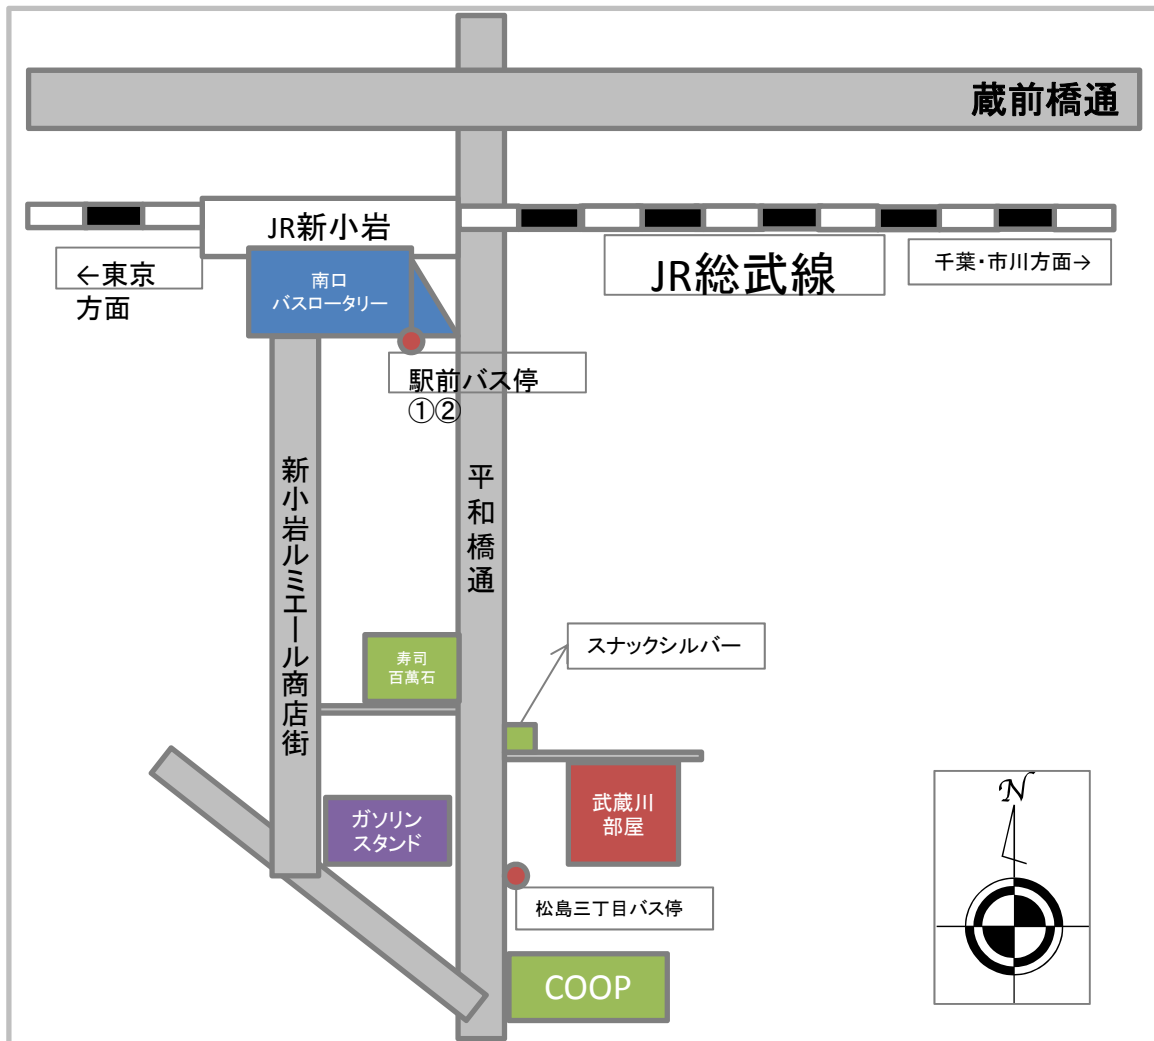 蔵前橋通
JR新小岩
←東京
方面
南口
バスロータリー
JR総武線
千葉・市川方面→
駅前バス停
①②
新小岩ルミエール商店街
平和橋通
寿司
百萬石
スナックシルバー
ガソリン
スタンド
武蔵川
部屋
松島三丁目バス停
COOP
N